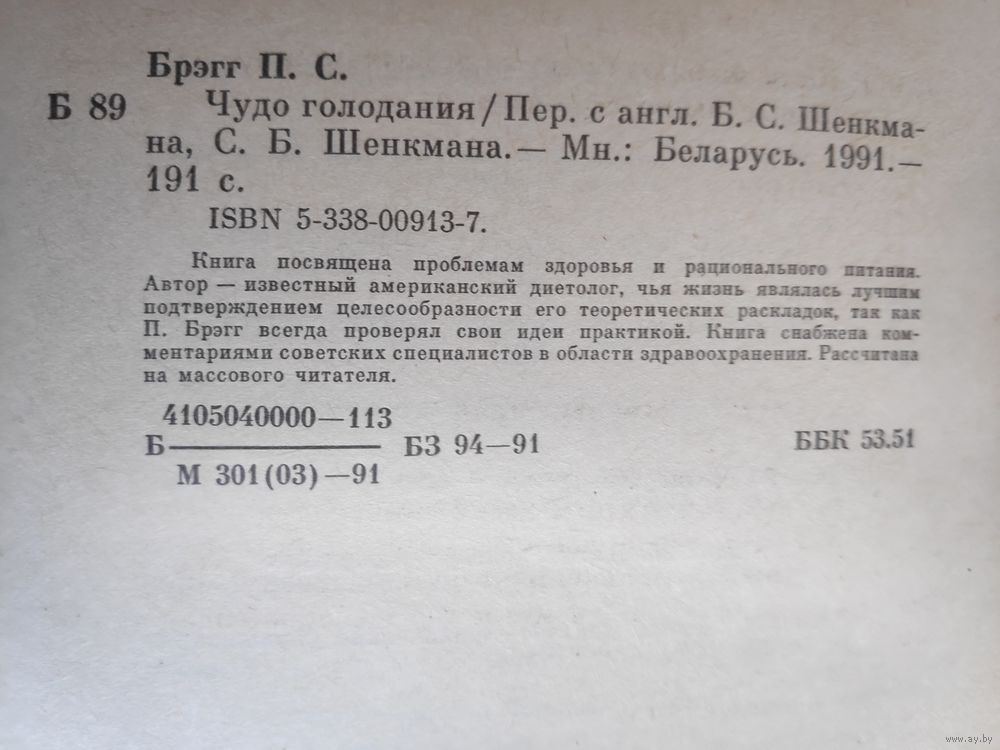 Брэгг П. С.
Б 89 Чудо голодания / Пер. с англ. Б. С. Шенкма-
на, С. Б. Шенкмана. — Мн.: Беларусь. 1991.—
191 с.
ISBN 5-338-00913-7.
Книга посвящена проблемам здоровья и рационального питания.
Автор — известный американский диетолог, чья жизнь являлась лучшим
подтверждением целесообразности его теоретических раскладок, так как
П. Брэгг всегда проверял свои идеи практикой. Книга снабжена ком-
ментариями советских специалистов в области здравоохранения. Рассчитана
на массового читателя.
4105040000—113
Б БЗ 94—91 ББК 53.51
М 301(03)—91
www.ay.by